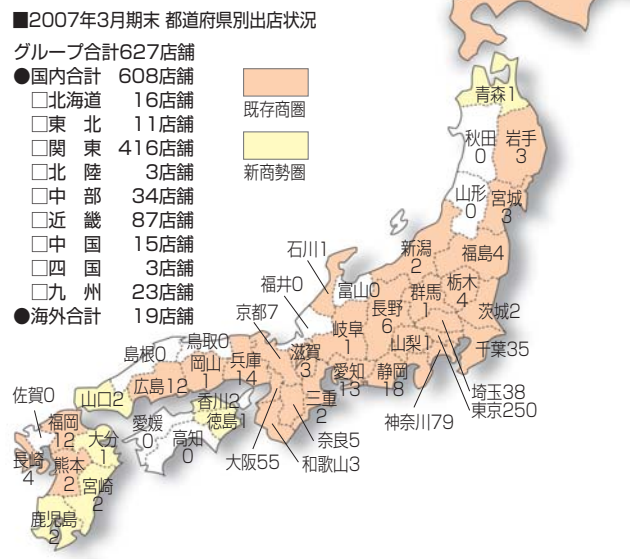 ■2007年3月期末 都道府県別出店状況
グループ合計627店舗
●国内合計 608店舗
□北海道 16店舗
□東 北 11店舗
□関 東 416店舗
□北 陸 3店舗
□中 部 34店舗
□近 畿 87店舗
□中 国 15店舗
□四 国 3店舗
□九 州 23店舗
●海外合計 19店舗
既存商圏
新商勢圏
青森1
秋田
0
岩手
3
山形
0
宮城
3
石川1
新潟
2
福島4
福井0
富山0
群馬
1
栃木
4
京都7
長野
6
茨城2
鳥取0
島根0
岐阜
1
山梨1
千葉35
岡山
1
兵庫
14
滋賀
3
愛知
13
静岡
18
埼玉38
東京250
広島12
山口2
香川2
三重
2
神奈川79
佐賀0
福岡
12
大分
1
愛媛
0
徳島1
高知
0
奈良5
大阪55
和歌山3
長崎
4
熊本
2
宮崎
2
鹿児島
2